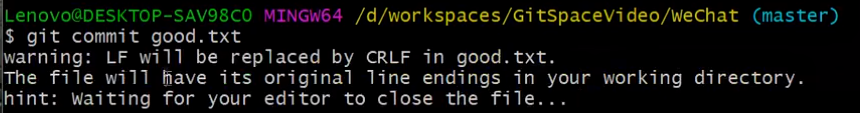 Lenovo@DESKTOP-SAV98C0 MINGW64 /d/workspaces/GitSpaceVideo/WeChat (master)
$ git commit good.txt
warning: LF will be replaced by CRLF in good.txt.
The file will have its original line endings in your working directory.
hint: Waiting for your editor to close the file...